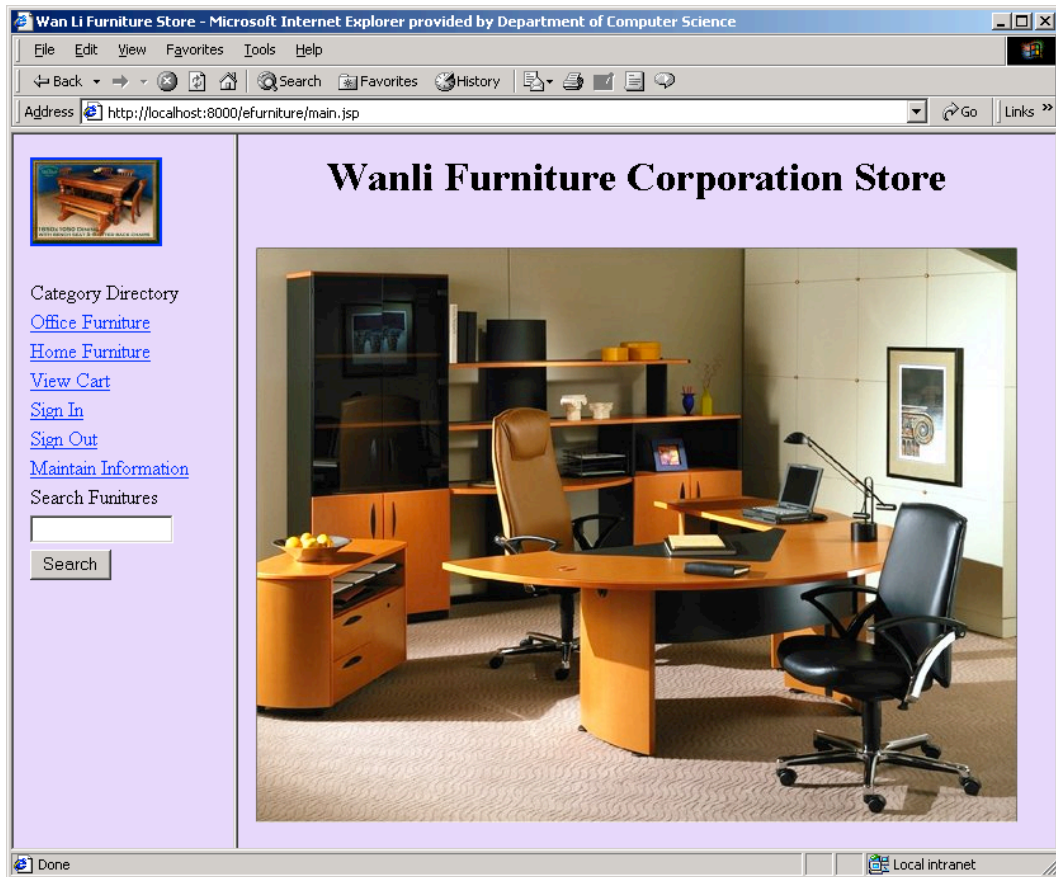 Wan Li Furniture Store - Microsoft Internet Explorer provided by Department of Computer Science
File Edit View Favorites Tools Help
Back Search Favorites History
Address http://localhost:8000/efurniture/main.jsp Go Links »
Wanli Furniture Corporation Store
Category Directory
Office Furniture
Home Furniture
View Cart
Sign In
Sign Out
Maintain Information
Search Funitures
Search
Done Local intranet